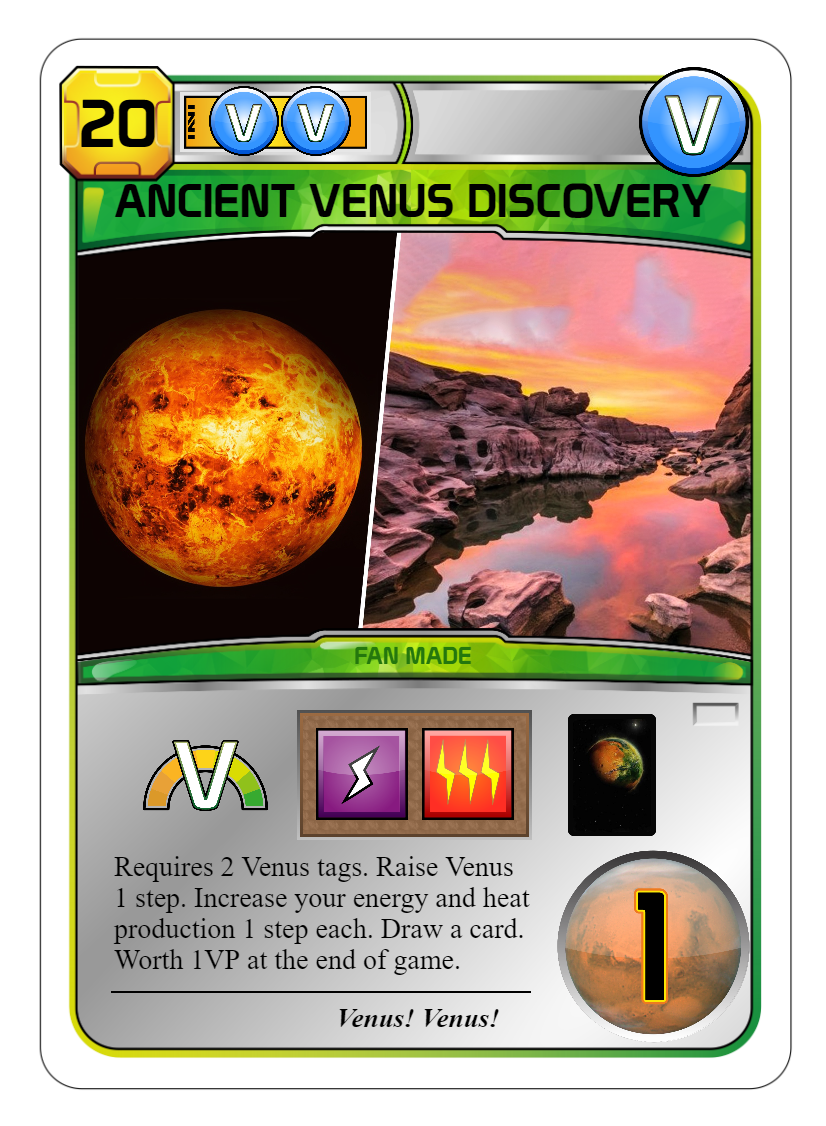 20
V V
V
ANCIENT VENUS DISCOVERY
FAN MADE
V
Requires 2 Venus tags. Raise Venus
1 step. Increase your energy and heat
production 1 step each. Draw a card.
Worth 1VP at the end of game.
1
Venus! Venus!